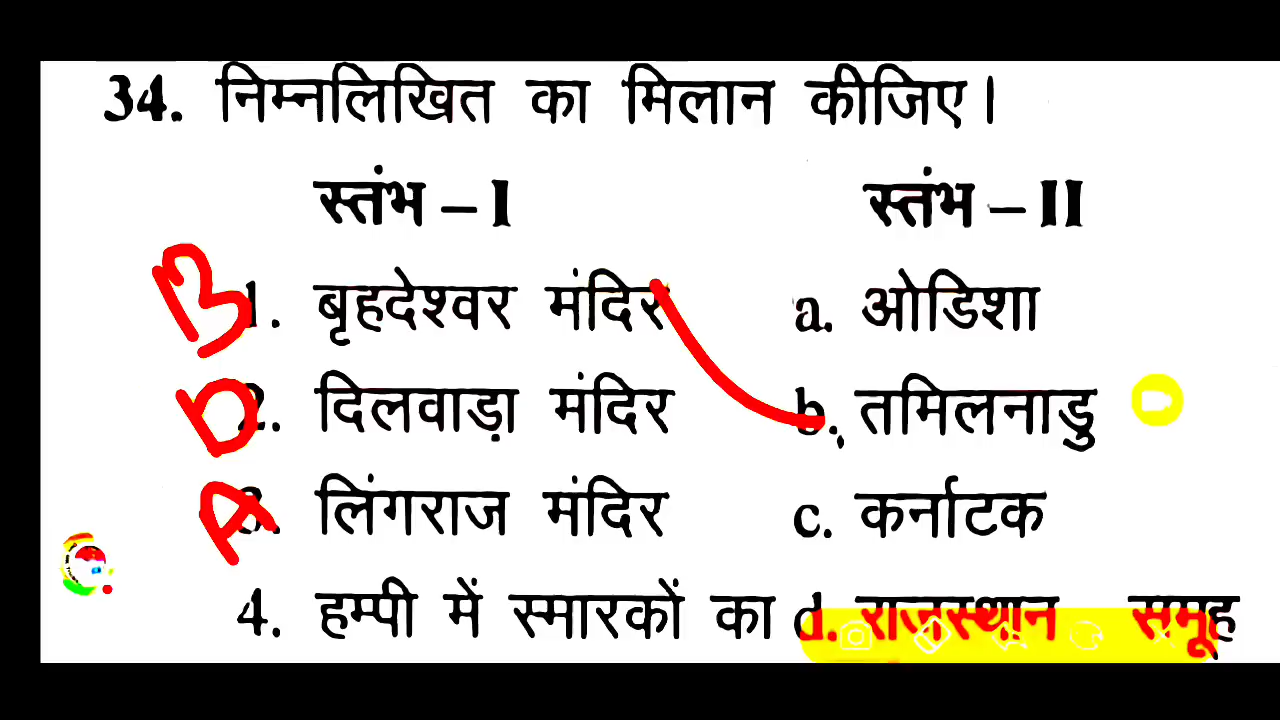 34. निम्नलिखित का मिलान कीजिए।
स्तंभ – I स्तंभ – II
B 1. बृहदेश्वर मंदिर a. ओडिशा
D 2. दिलवाड़ा मंदिर b. तमिलनाडु
A 3. लिंगराज मंदिर c. कर्नाटक
4. हम्पी में स्मारकों का d. राजस्थान समूह